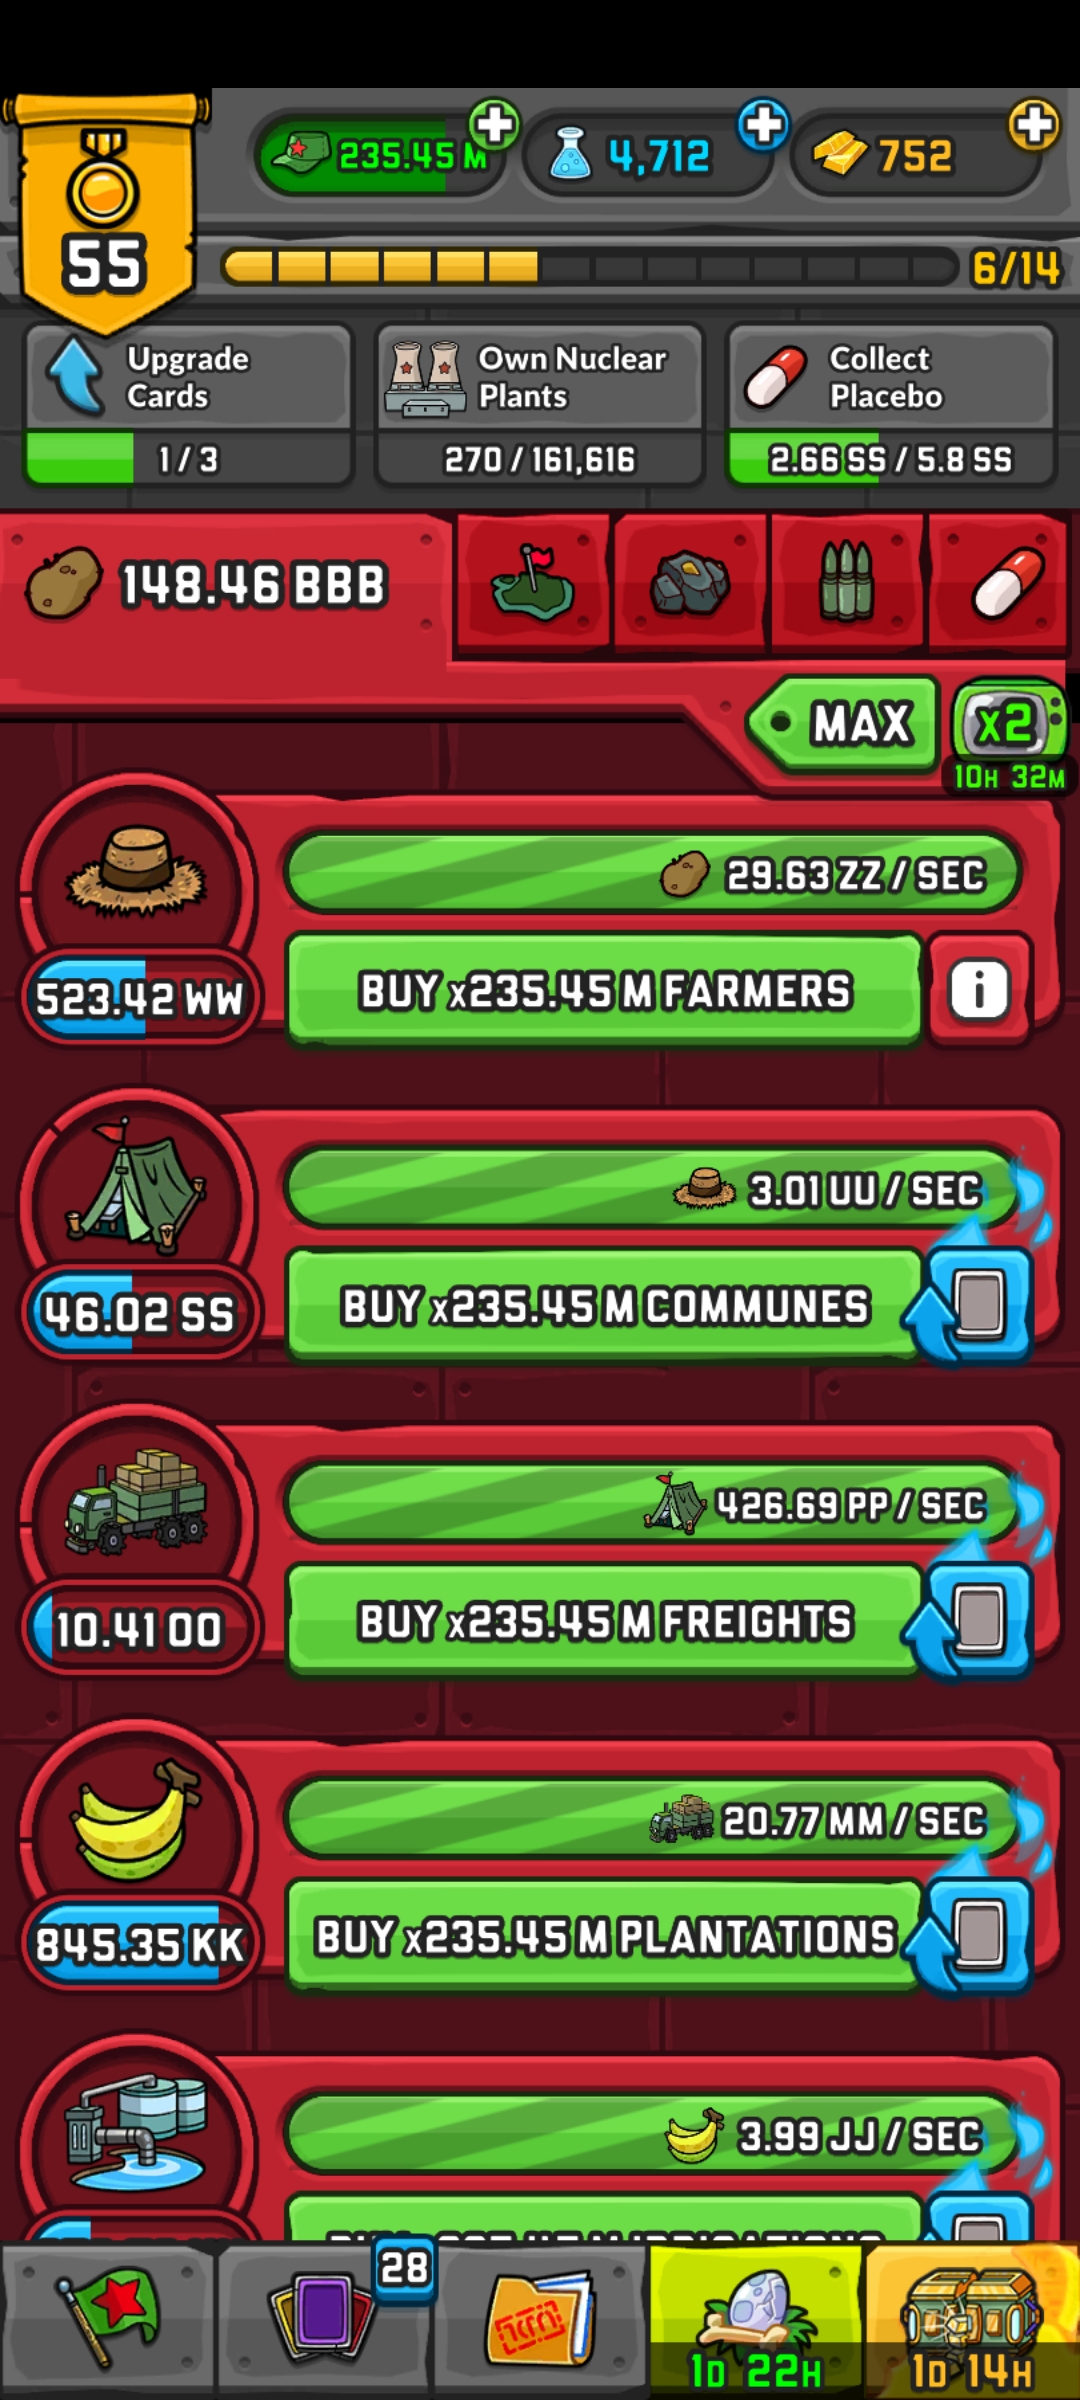 235.45 M
4,712
752
55
6/14
Upgrade
Cards
1 / 3
Own Nuclear
Plants
270 / 161,616
Collect
Placebo
2.66 SS / 5.8 SS
148.46 BBB
MAX
x2
10H 32M
29.63 ZZ / SEC
523.42 WW
BUY x235.45 M FARMERS
i
3.01 UU / SEC
46.02 SS
BUY x235.45 M COMMUNES
426.69 PP / SEC
10.41 OO
BUY x235.45 M FREIGHTS
20.77 MM / SEC
845.35 KK
BUY x235.45 M PLANTATIONS
3.99 JJ / SEC
28
1D 22H
1D 14H